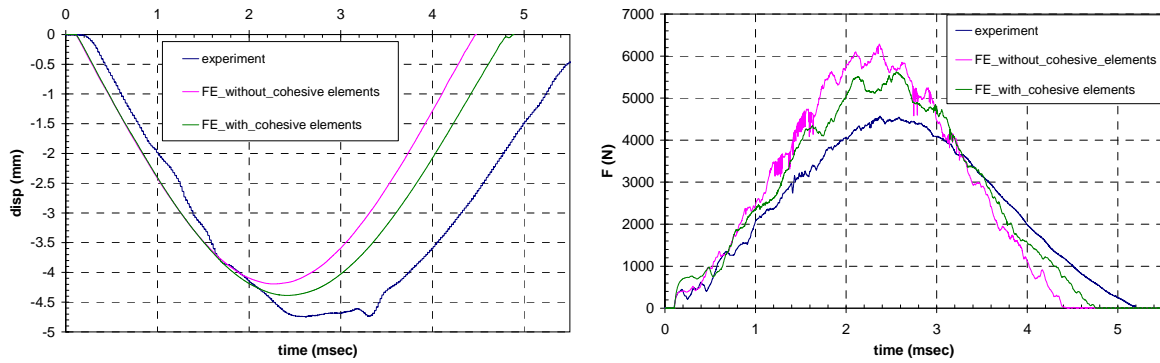 0 1 2 3 4 5
0
-0.5
-1
-1.5
-2
-2.5
-3
-3.5
-4
-4.5
-5
disp (mm)
time (msec)
experiment
FE_without_cohesive elements
FE_with_cohesive elements
7000
6000
5000
4000
3000
2000
1000
0
F (N)
0 1 2 3 4 5
time (msec)
experiment
FE_without_cohesive_elements
FE_with_cohesive elements